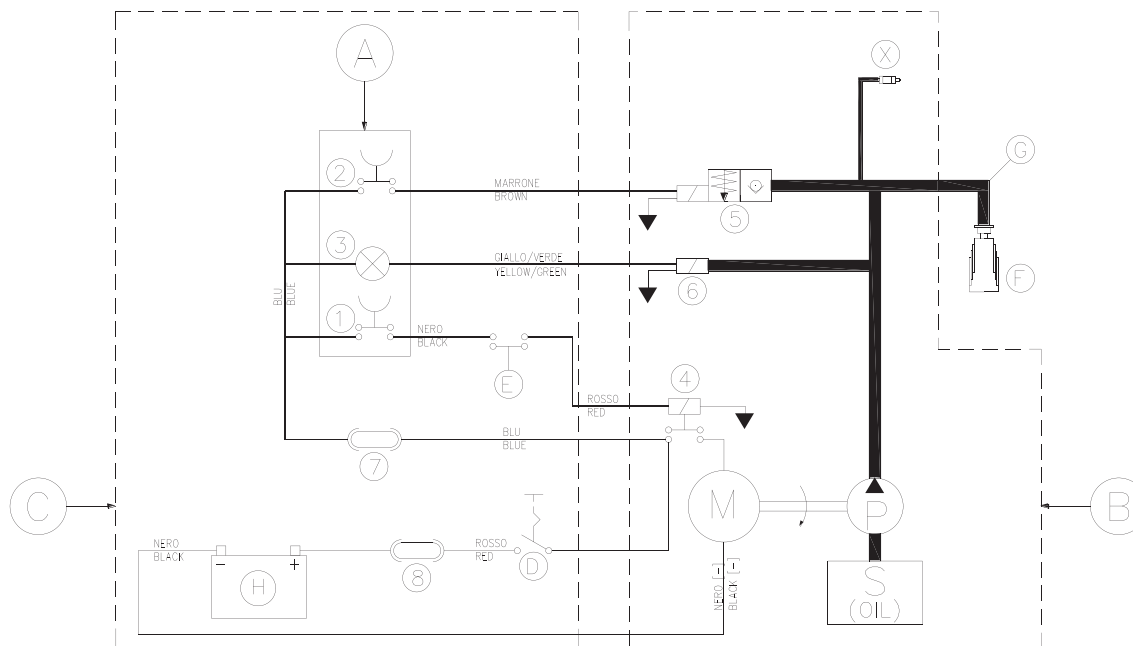 A
X
G
2
MARRONE
BROWN
5
3
GIALLO/VERDE
YELLOW/GREEN
6
F
BLU
BLUE
1
NERO
BLACK
E
4
ROSSO
RED
BLU
BLUE
7
C
M
P
B
NERO
BLACK
ROSSO
RED
D
- +
H
8
NERO [-]
BLACK [-]
S
(OIL)